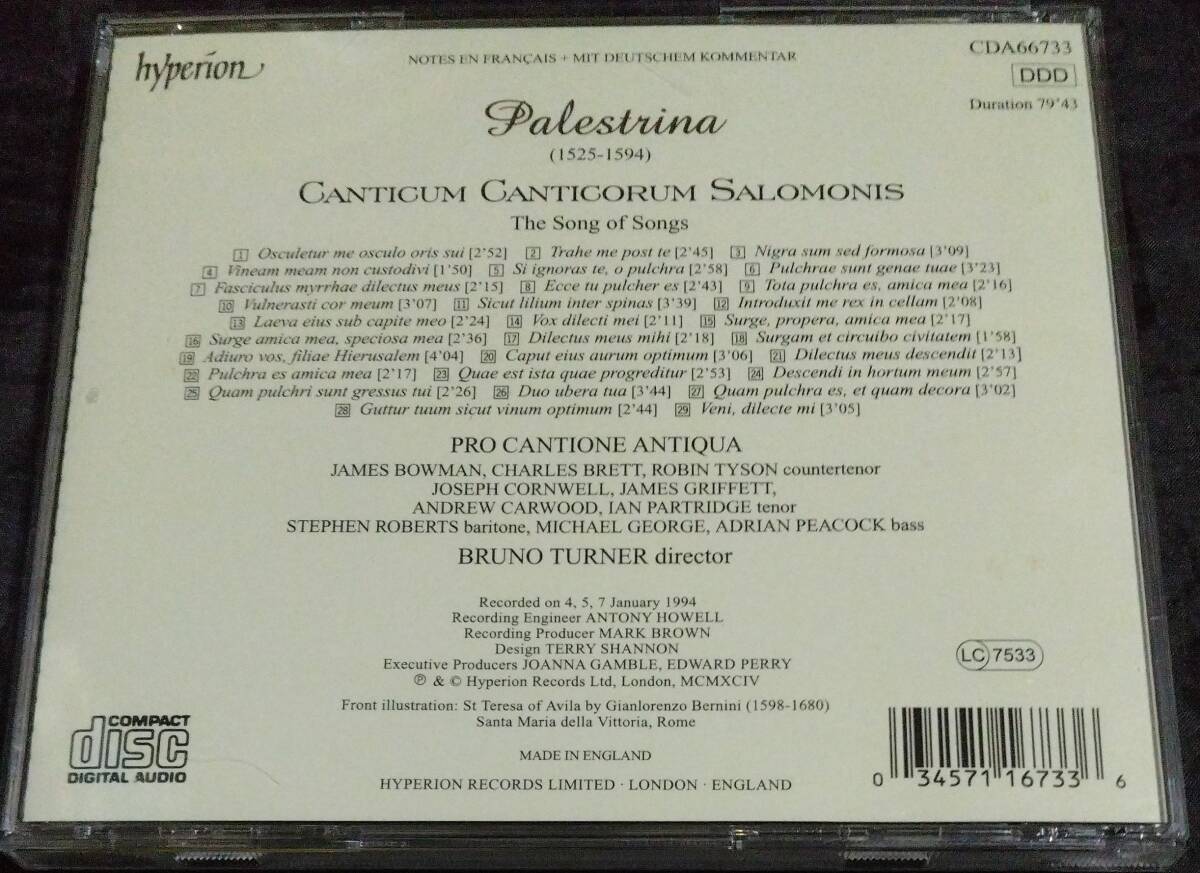 hyperion
NOTES EN FRANÇAIS + MIT DEUTSCHEM KOMMENTAR
CDA66733
DDD
Duration 79'43
Palestrina
(1525-1594)
CANTICUM CANTICORUM SALOMONIS
The Song of Songs
1 Osculetur me osculo oris sui [2'52] 2 Trahe me post te [2'45] 3 Nigra sum sed formosa [3'09]
4 Vineam meam non custodivi [1'50] 5 Si ignoras te, o pulchra [2'58] 6 Pulchrae sunt genae tuae [3'23]
7 Fasciculus myrrhae dilectus meus [2'15] 8 Ecce tu pulcher es [2'43] 9 Tota pulchra es, amica mea [2'16]
10 Vulnerasti cor meum [3'07] 11 Sicut lilium inter spinas [3'39] 12 Introduxit me rex in cellam [2'08]
13 Laeva eius sub capite meo [2'24] 14 Vox dilecti mei [2'11] 15 Surge, propera, amica mea [2'17]
16 Surge amica mea, speciosa mea [2'36] 17 Dilectus meus mihi [2'18] 18 Surgam et circuibo civitatem [1'58]
19 Adiuro vos, filiae Hierusalem [4'04] 20 Caput eius aurum optimum [3'06] 21 Dilectus meus descendit [2'13]
22 Pulchra es amica mea [2'17] 23 Quae est ista quae progreditur [2'53] 24 Descendi in hortum meum [2'57]
25 Quam pulchri sunt gressus tui [2'26] 26 Duo ubera tua [3'44] 27 Quam pulchra es, et quam decora [3'02]
28 Guttur tuum sicut vinum optimum [2'44] 29 Veni, dilecte mi [3'05]
PRO CANTIONE ANTIQUA
JAMES BOWMAN, CHARLES BRETT, ROBIN TYSON countertenor
JOSEPH CORNWELL, JAMES GRIFFETT,
ANDREW CARWOOD, IAN PARTRIDGE tenor
STEPHEN ROBERTS baritone, MICHAEL GEORGE, ADRIAN PEACOCK bass
BRUNO TURNER director
Recorded on 4, 5, 7 January 1994
Recording Engineer ANTONY HOWELL
Recording Producer MARK BROWN
Design TERRY SHANNON
Executive Producers JOANNA GAMBLE, EDWARD PERRY
℗ & © Hyperion Records Ltd, London, MCMXCIV
LC 7533
Front illustration: St Teresa of Avila by Gianlorenzo Bernini (1598-1680)
Santa Maria della Vittoria, Rome
MADE IN ENGLAND
HYPERION RECORDS LIMITED · LONDON · ENGLAND
COMPACT
disc
DIGITAL AUDIO
0 34571 16733 6